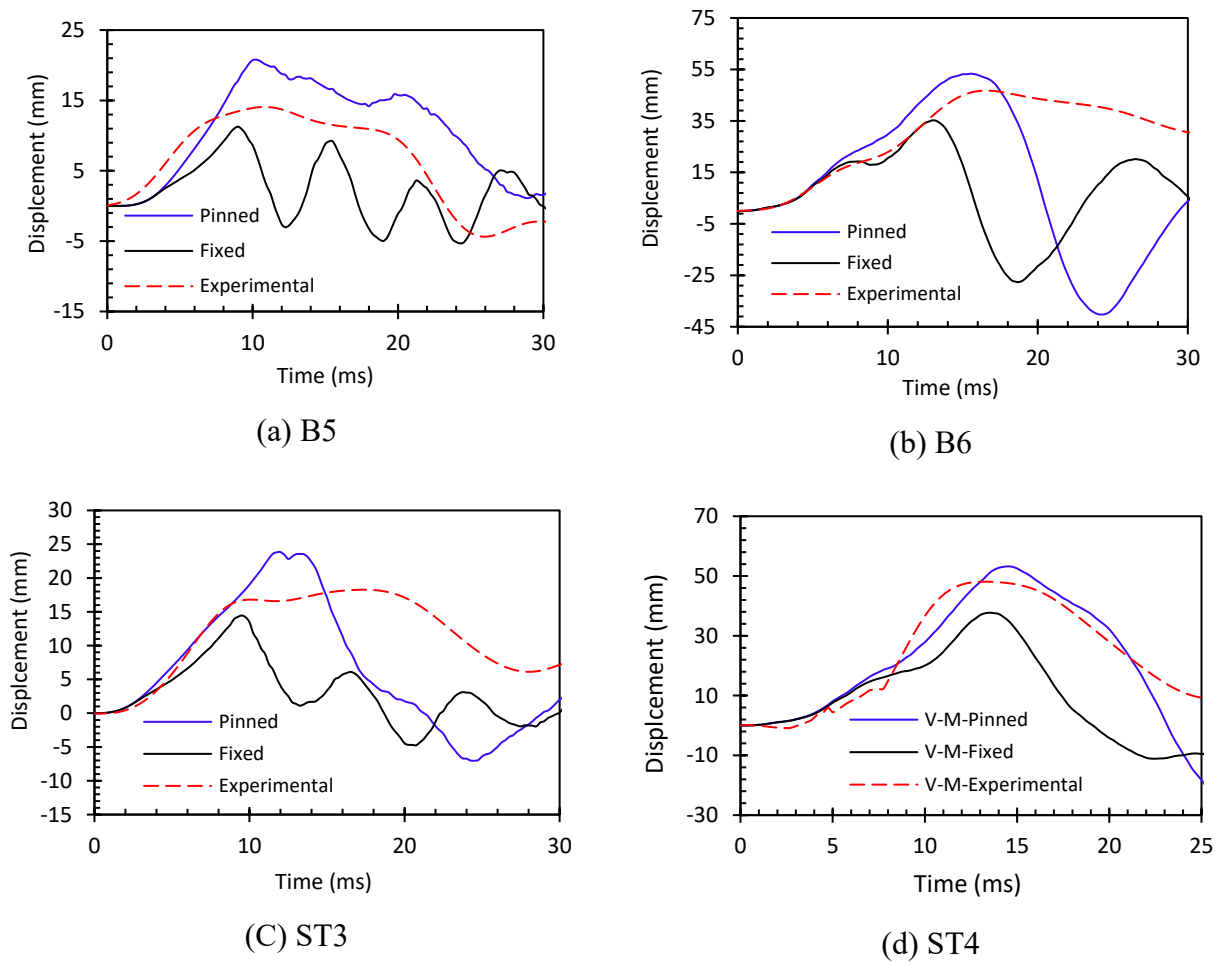 25
15
5
-5
-15
Displcement (mm)
Pinned
Fixed
Experimental
0 10 20 30
Time (ms)
(a) B5
75
55
35
15
-5
-25
-45
Displcement (mm)
Pinned
Fixed
Experimental
0 10 20 30
Time (ms)
(b) B6
30
25
20
15
10
5
0
-5
-10
-15
Displcement (mm)
Pinned
Fixed
Experimental
0 10 20 30
Time (ms)
(C) ST3
70
50
30
10
-10
-30
Displcement (mm)
V-M-Pinned
V-M-Fixed
V-M-Experimental
0 5 10 15 20 25
Time (ms)
(d) ST4